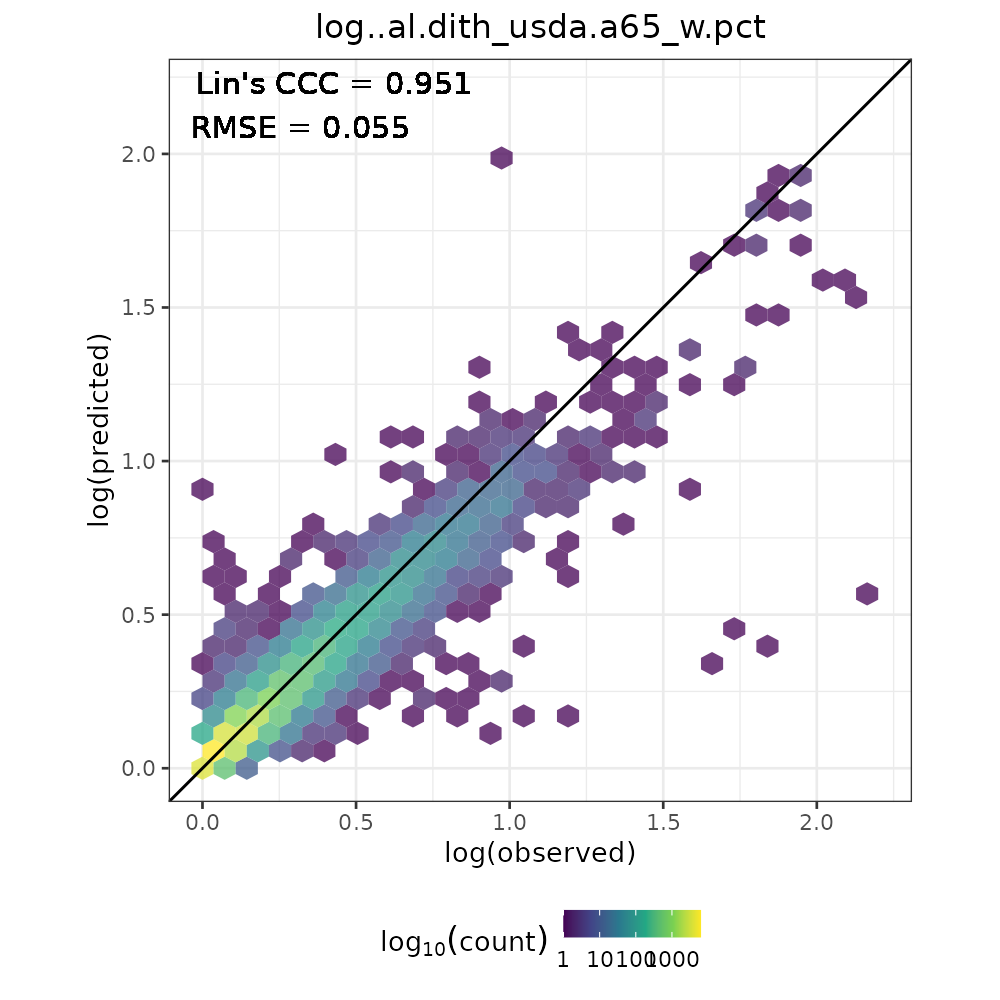 log..al.dith_usda.a65_w.pct
Lin's CCC = 0.951
RMSE = 0.055
log(predicted)
2.0
1.5
1.0
0.5
0.0
0.0 0.5 1.0 1.5 2.0
log(observed)
log10(count)
1 10 100 1000